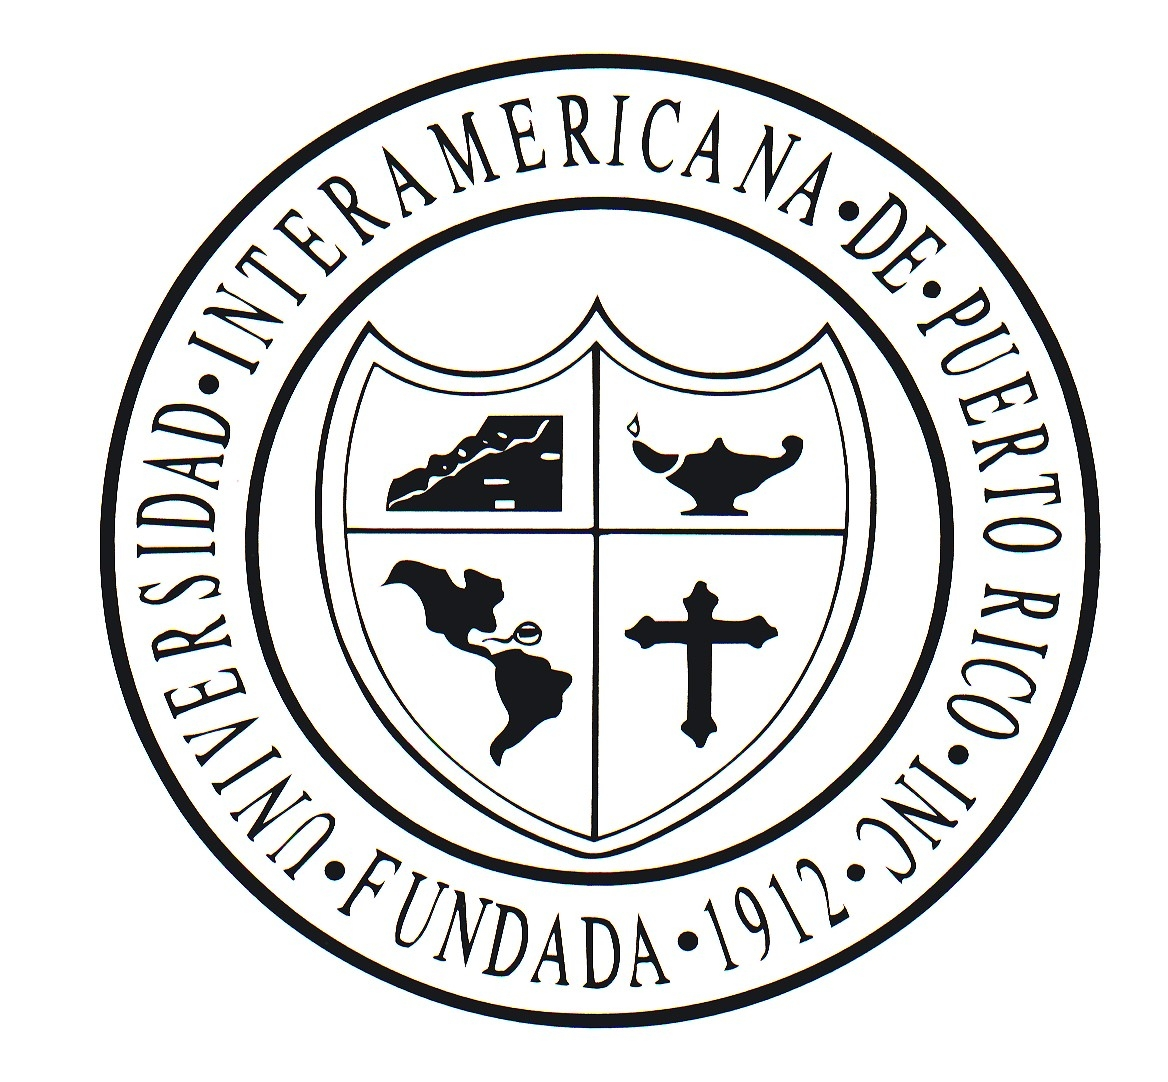 UNIVERSIDAD • INTERAMERICANA • DE • PUERTO RICO • INC •
FUNDADA • 1912